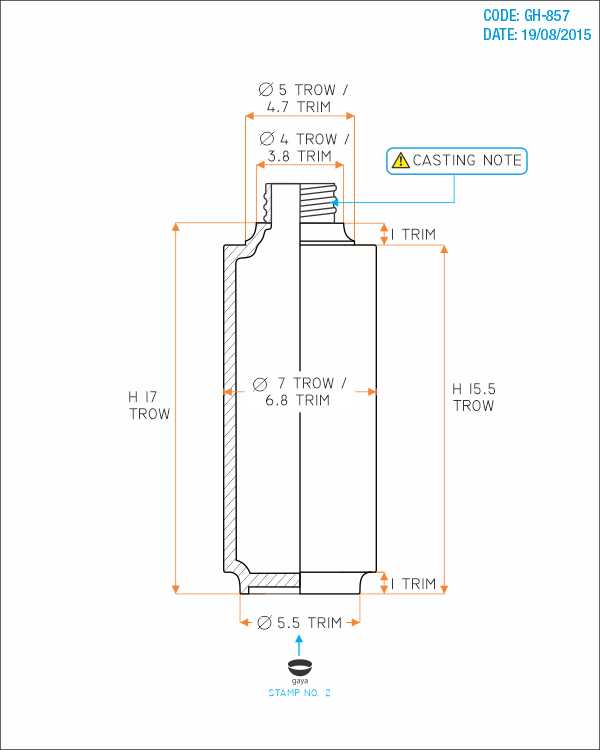 CODE: GH-857
DATE: 19/08/2015
Ø 5 TROW /
4.7 TRIM
Ø 4 TROW /
3.8 TRIM
CASTING NOTE
1 TRIM
Ø 7 TROW /
6.8 TRIM
H 17
TROW
H 15.5
TROW
1 TRIM
Ø 5.5 TRIM
gaya
STAMP NO. 2